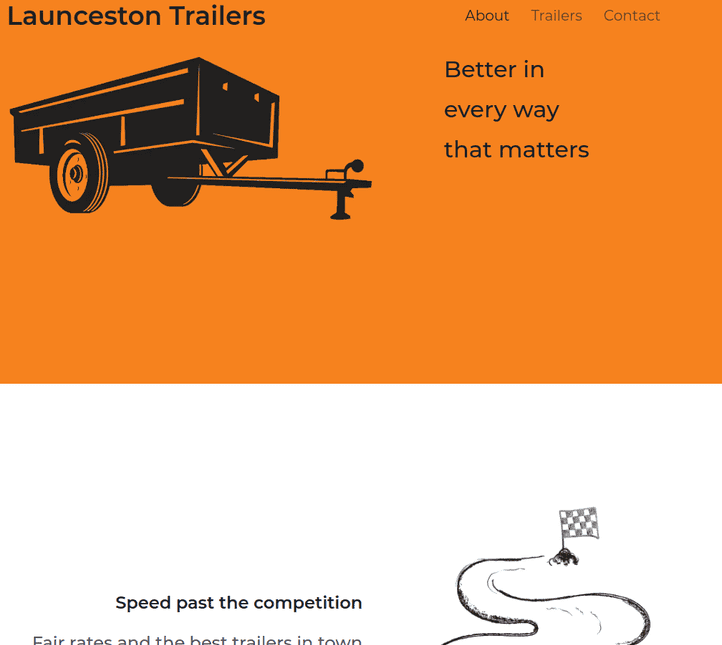 Launceston Trailers
About Trailers Contact
Better in
every way
that matters
Speed past the competition
Fair rates and the best trailers in town